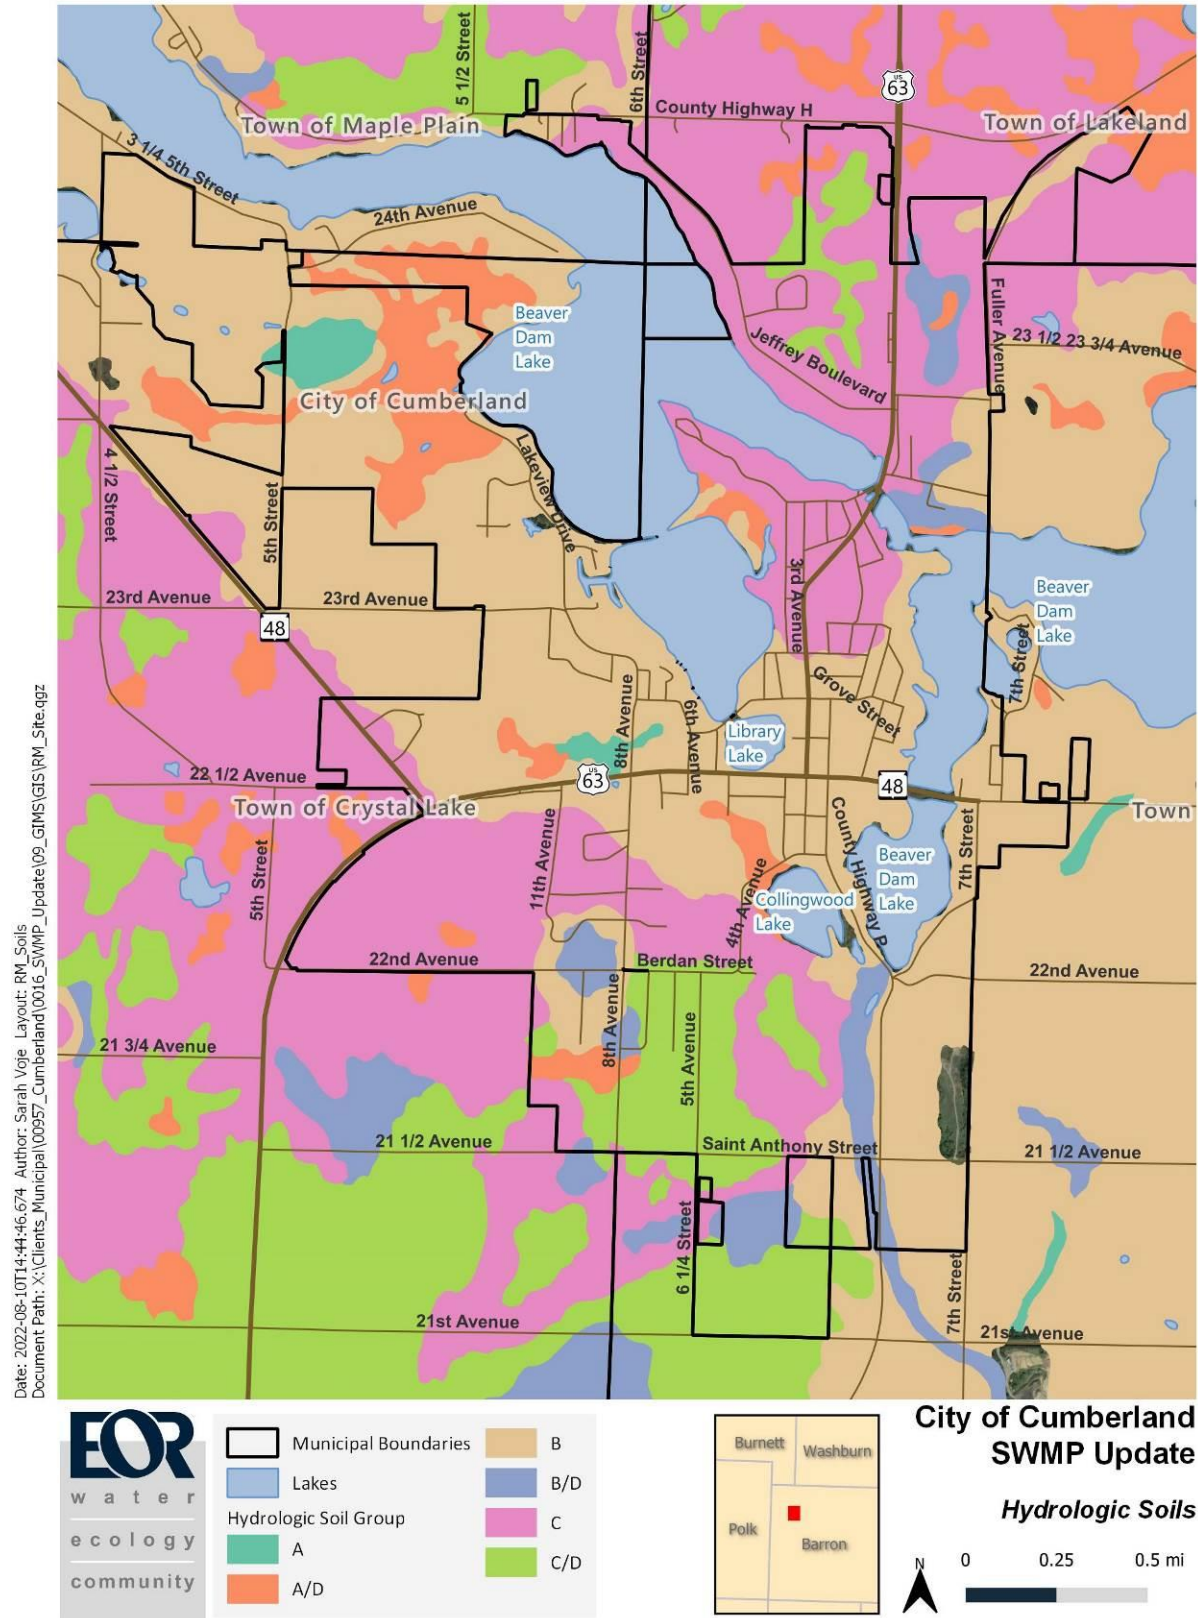 5 1/2 Street
6th Street
US
63
County Highway H
Town of Maple Plain
Town of Lakeland
3 1/4 5th Street
24th Avenue
Beaver
Dam
Lake
Fuller Avenue
23 1/2 23 3/4 Avenue
Jeffrey Boulevard
City of Cumberland
Lakeview Drive
4 1/2 Street
5th Street
3rd Avenue
23rd Avenue
23rd Avenue
48
Beaver
Dam
Lake
7th Street
Grove Street
8th Avenue
6th Avenue
Library
Lake
22 1/2 Avenue
US
63
48
Town of Crystal Lake
Town
County Highway P
7th Street
11th Avenue
5th Street
Beaver
Dam
Lake
4th Avenue
Collingwood
Lake
22nd Avenue
Berdan Street
22nd Avenue
8th Avenue
5th Avenue
21 3/4 Avenue
21 1/2 Avenue
Saint Anthony Street
21 1/2 Avenue
6 1/4 Street
7th Street
21st Avenue
21st Avenue
Date: 2022-08-10T14:44:46.674 Author: Sarah Voje Layout: RM_Soils
Document Path: X:\Clients_Municipal\00957_Cumberland\0016_SWMP_Update\09_GIMS\GIS\RM_Site.qgz
EOR
water
ecology
community
Municipal Boundaries
Lakes
Hydrologic Soil Group
A
A/D
B
B/D
C
C/D
Burnett
Washburn
Polk
Barron
City of Cumberland
SWMP Update
Hydrologic Soils
N
0 0.25 0.5 mi